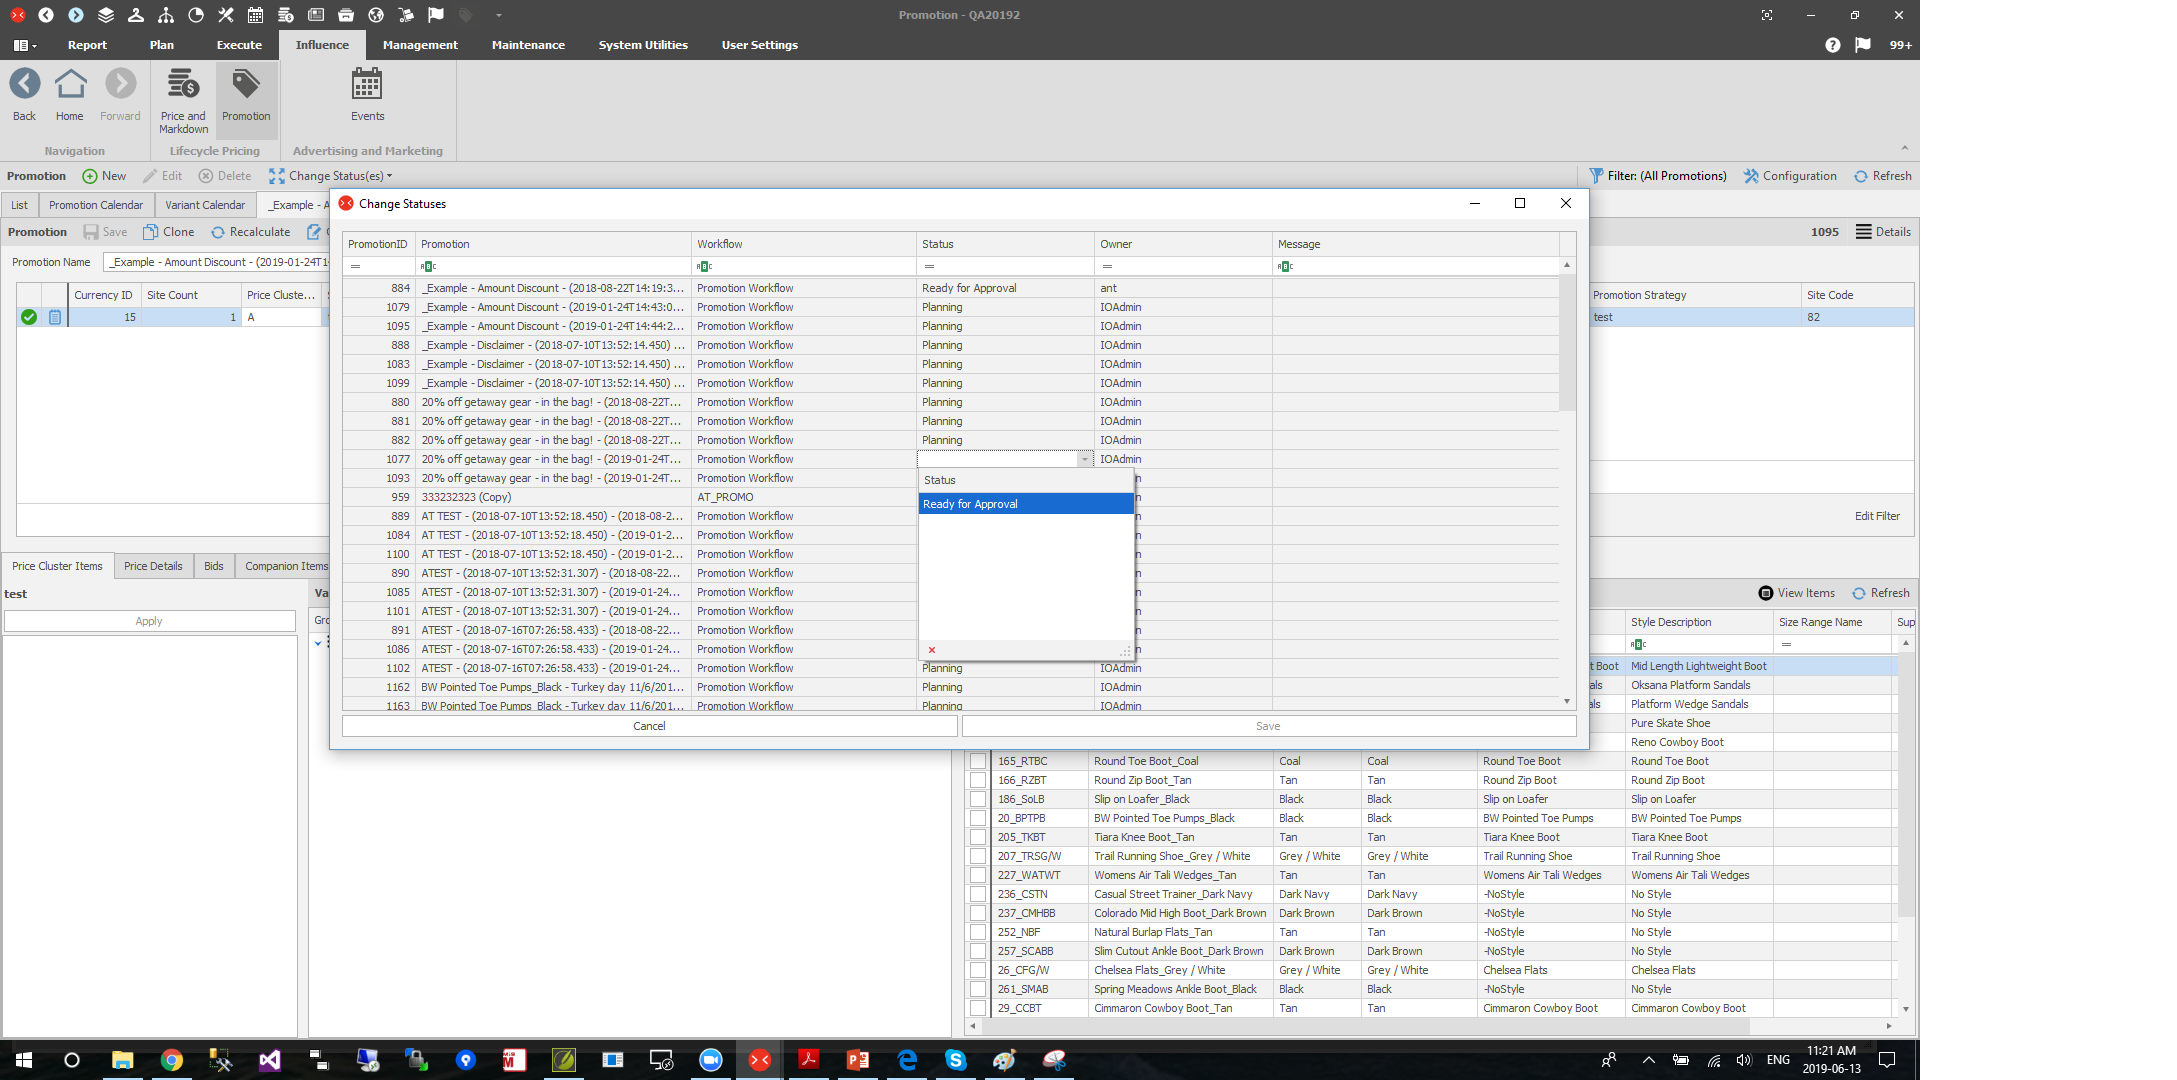 Promotion - QA20192
Report Plan Execute Influence Management Maintenance System Utilities User Settings
99+
Back Home Forward Price and Markdown Promotion Events
Navigation Lifecycle Pricing Advertising and Marketing
Promotion New Edit Delete Change Status(es) Filter: (All Promotions) Configuration Refresh
List Promotion Calendar Variant Calendar _Example - A
Promotion Save Clone Recalculate 1095 Details
Promotion Name _Example - Amount Discount - (2019-01-24T1
Currency ID Site Count Price Cluste... Promotion Strategy Site Code
15 1 A test 82
Edit Filter
Change Statuses
PromotionID Promotion Workflow Status Owner Message
884 _Example - Amount Discount - (2018-08-22T14:19:3... Promotion Workflow Ready for Approval ant
1079 _Example - Amount Discount - (2019-01-24T14:43:0... Promotion Workflow Planning IOAdmin
1095 _Example - Amount Discount - (2019-01-24T14:44:2... Promotion Workflow Planning IOAdmin
888 _Example - Disclaimer - (2018-07-10T13:52:14.450) ... Promotion Workflow Planning IOAdmin
1083 _Example - Disclaimer - (2018-07-10T13:52:14.450) ... Promotion Workflow Planning IOAdmin
1099 _Example - Disclaimer - (2018-07-10T13:52:14.450) ... Promotion Workflow Planning IOAdmin
880 20% off getaway gear - in the bag! - (2018-08-22T... Promotion Workflow Planning IOAdmin
881 20% off getaway gear - in the bag! - (2018-08-22T... Promotion Workflow Planning IOAdmin
882 20% off getaway gear - in the bag! - (2018-08-22T... Promotion Workflow Planning IOAdmin
1077 20% off getaway gear - in the bag! - (2019-01-24T... Promotion Workflow IOAdmin
1093 20% off getaway gear - in the bag! - (2019-01-24T... Promotion Workflow
959 333232323 (Copy) AT_PROMO
889 AT TEST - (2018-07-10T13:52:18.450) - (2018-08-2... Promotion Workflow
1084 AT TEST - (2018-07-10T13:52:18.450) - (2019-01-2... Promotion Workflow
1100 AT TEST - (2018-07-10T13:52:18.450) - (2019-01-2... Promotion Workflow
890 ATEST - (2018-07-10T13:52:31.307) - (2018-08-22... Promotion Workflow
1085 ATEST - (2018-07-10T13:52:31.307) - (2019-01-24... Promotion Workflow
1101 ATEST - (2018-07-10T13:52:31.307) - (2019-01-24... Promotion Workflow
891 ATEST - (2018-07-16T07:26:58.433) - (2018-08-22... Promotion Workflow
1086 ATEST - (2018-07-16T07:26:58.433) - (2019-01-24... Promotion Workflow
1102 ATEST - (2018-07-16T07:26:58.433) - (2019-01-24... Promotion Workflow Planning IOAdmin
1162 BW Pointed Toe Pumps_Black - Turkey day 11/6/201... Promotion Workflow Planning IOAdmin
1163 BW Pointed Toe Pumps_Black - Turkey day 11/6/201... Promotion Workflow Planning IOAdmin
Status
Ready for Approval
Cancel Save
Price Cluster Items Price Details Bids Companion Items
test Va View Items Refresh
Apply Gro Style Description Size Range Name Sup
t Boot Mid Length Lightweight Boot
als Oksana Platform Sandals
als Platform Wedge Sandals
Pure Skate Shoe
Reno Cowboy Boot
165_RTBC Round Toe Boot_Coal Coal Coal Round Toe Boot Round Toe Boot
166_RZBT Round Zip Boot_Tan Tan Tan Round Zip Boot Round Zip Boot
186_SoLB Slip on Loafer_Black Black Black Slip on Loafer Slip on Loafer
20_BPTPB BW Pointed Toe Pumps_Black Black Black BW Pointed Toe Pumps BW Pointed Toe Pumps
205_TKBT Tiara Knee Boot_Tan Tan Tan Tiara Knee Boot Tiara Knee Boot
207_TRSG/W Trail Running Shoe_Grey / White Grey / White Grey / White Trail Running Shoe Trail Running Shoe
227_WATWT Womens Air Tali Wedges_Tan Tan Tan Womens Air Tali Wedges Womens Air Tali Wedges
236_CSTN Casual Street Trainer_Dark Navy Dark Navy Dark Navy -NoStyle No Style
237_CMHBB Colorado Mid High Boot_Dark Brown Dark Brown Dark Brown -NoStyle No Style
252_NBF Natural Burlap Flats_Tan Tan Tan -NoStyle No Style
257_SCABB Slim Cutout Ankle Boot_Dark Brown Dark Brown Dark Brown -NoStyle No Style
26_CFG/W Chelsea Flats_Grey / White Grey / White Grey / White Chelsea Flats Chelsea Flats
261_SMAB Spring Meadows Ankle Boot_Black Black Black -NoStyle No Style
29_CCBT Cimmaron Cowboy Boot_Tan Tan Tan Cimmaron Cowboy Boot Cimmaron Cowboy Boot
ENG 11:21 AM
2019-06-13